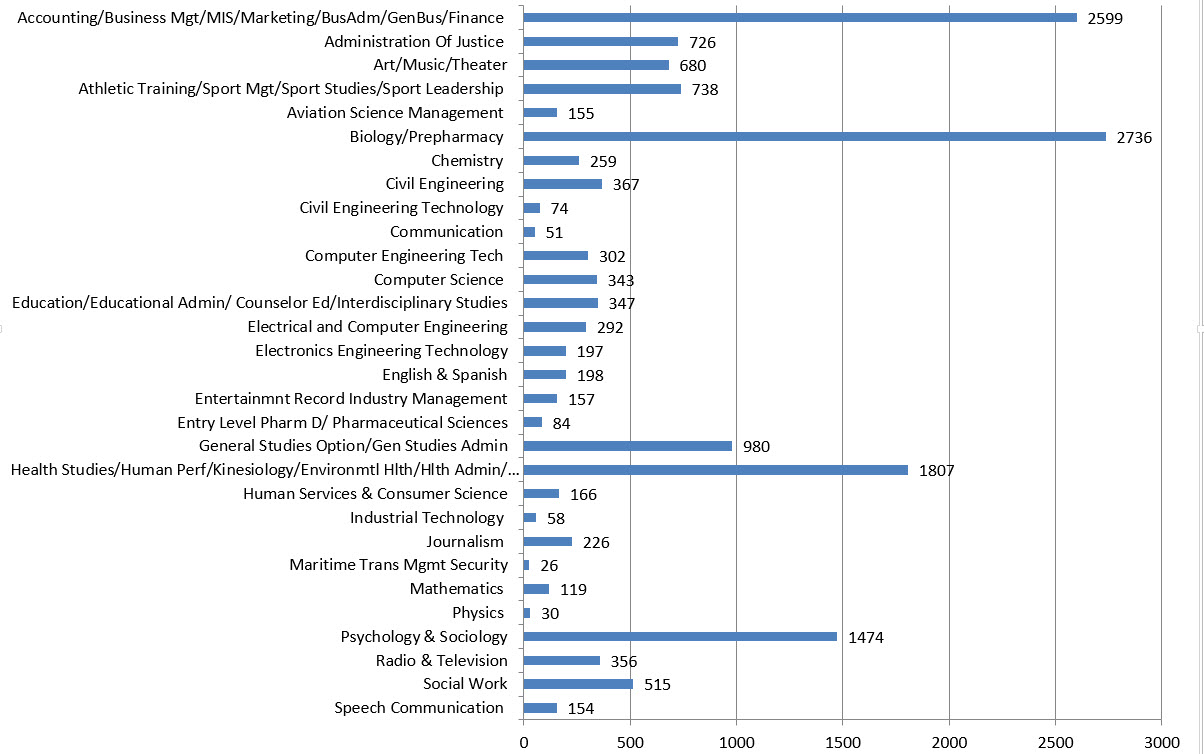 Accounting/Business Mgt/MIS/Marketing/BusAdm/GenBus/Finance 2599
Administration Of Justice 726
Art/Music/Theater 680
Athletic Training/Sport Mgt/Sport Studies/Sport Leadership 738
Aviation Science Management 155
Biology/Prepharmacy 2736
Chemistry 259
Civil Engineering 367
Civil Engineering Technology 74
Communication 51
Computer Engineering Tech 302
Computer Science 343
Education/Educational Admin/ Counselor Ed/Interdisciplinary Studies 347
Electrical and Computer Engineering 292
Electronics Engineering Technology 197
English & Spanish 198
Entertainmnt Record Industry Management 157
Entry Level Pharm D/ Pharmaceutical Sciences 84
General Studies Option/Gen Studies Admin 980
Health Studies/Human Perf/Kinesiology/Environmtl Hlth/Hlth Admin/... 1807
Human Services & Consumer Science 166
Industrial Technology 58
Journalism 226
Maritime Trans Mgmt Security 26
Mathematics 119
Physics 30
Psychology & Sociology 1474
Radio & Television 356
Social Work 515
Speech Communication 154
0 500 1000 1500 2000 2500 3000